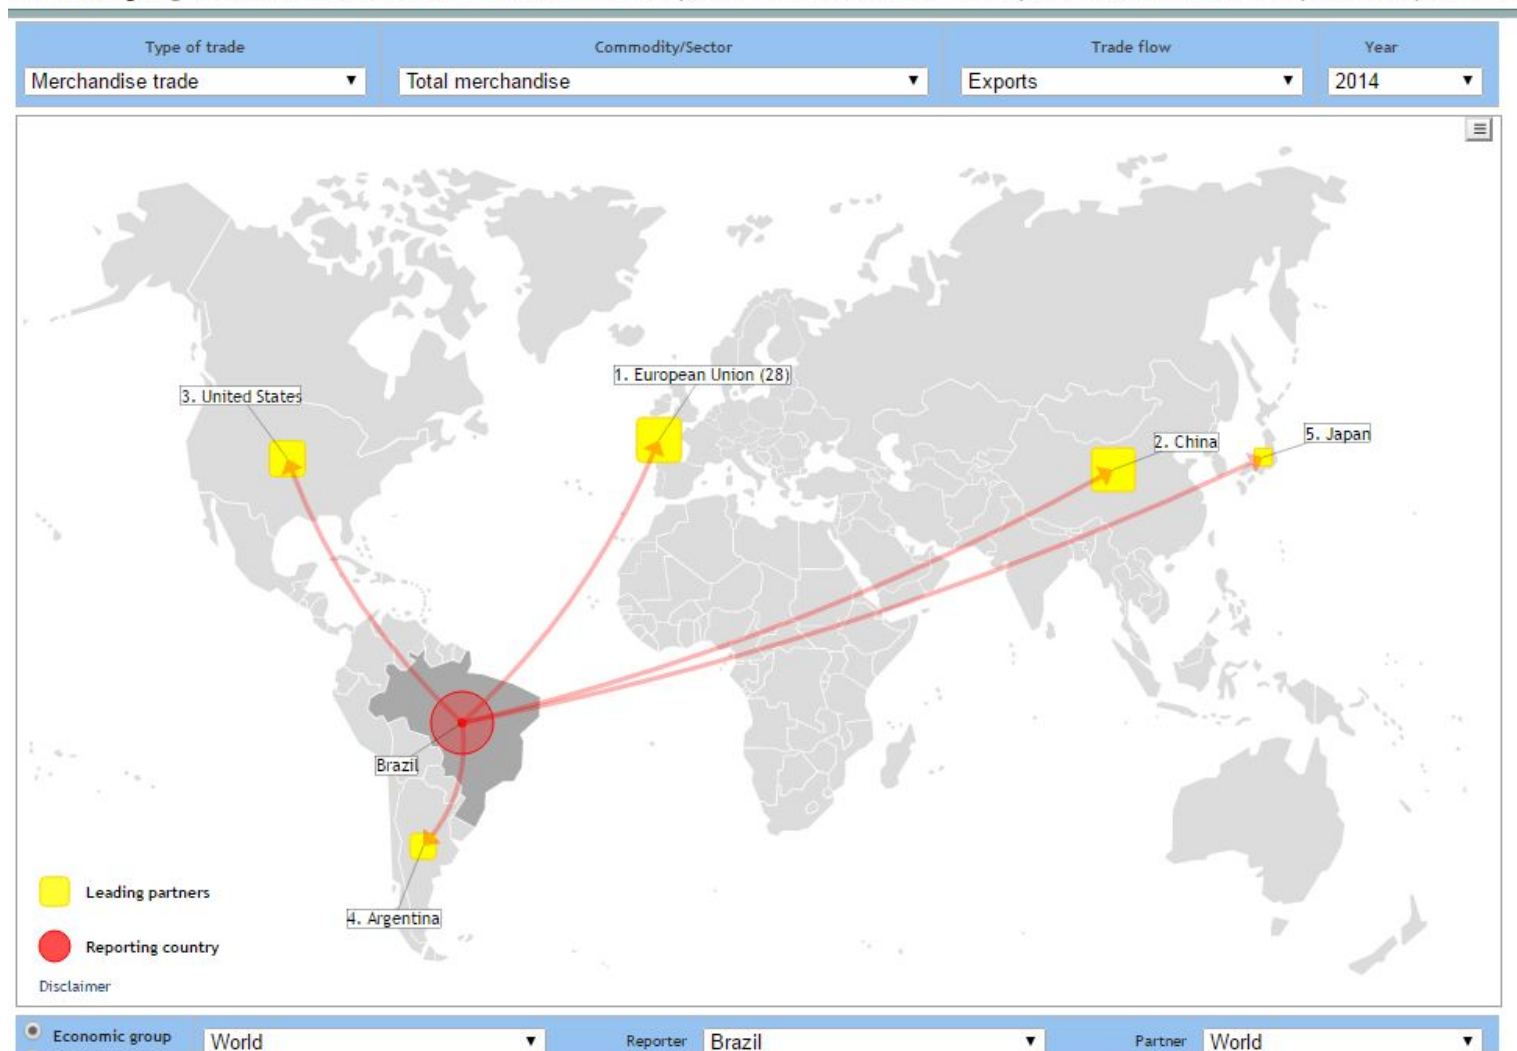 Type of trade Commodity/Sector Trade flow Year
Merchandise trade Total merchandise Exports 2014
1. European Union (28)
3. United States
5. Japan
2. China
Brazil
Leading partners
4. Argentina
Reporting country
Disclaimer
Economic group World Reporter Brazil Partner World